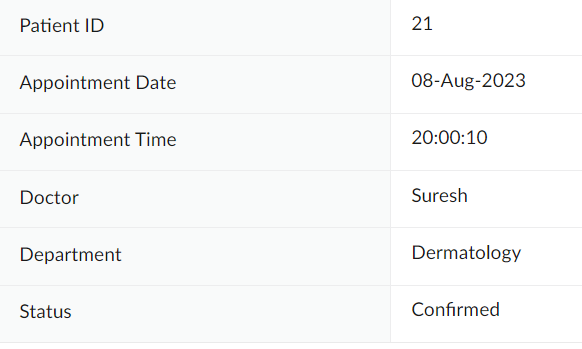 Patient ID 21
Appointment Date 08-Aug-2023
Appointment Time 20:00:10
Doctor Suresh
Department Dermatology
Status Confirmed